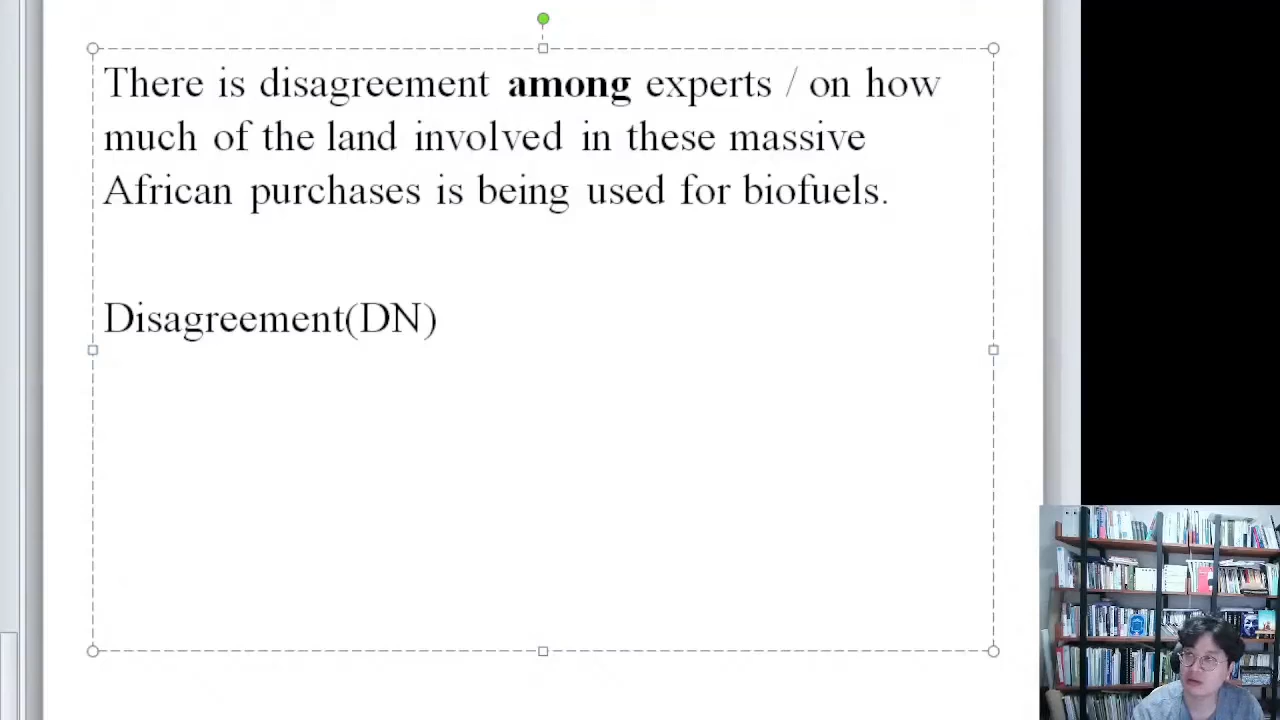 There is disagreement among experts / on how
much of the land involved in these massive
African purchases is being used for biofuels.
Disagreement(DN)